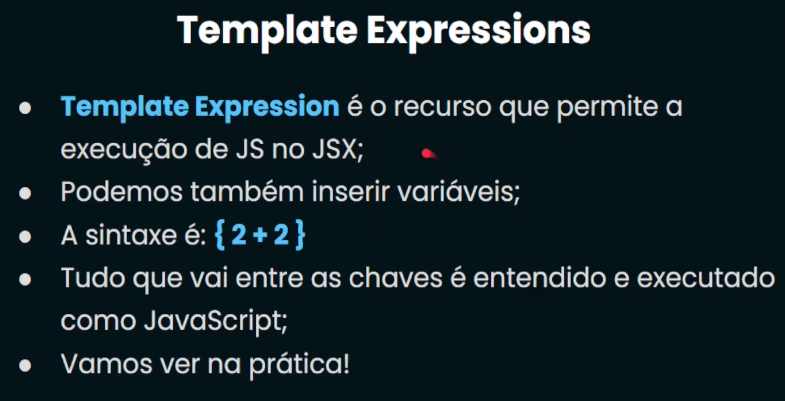 Template Expressions
● Template Expression é o recurso que permite a
execução de JS no JSX;
● Podemos também inserir variáveis;
● A sintaxe é: { 2 + 2 }
● Tudo que vai entre as chaves é entendido e executado
como JavaScript;
● Vamos ver na prática!